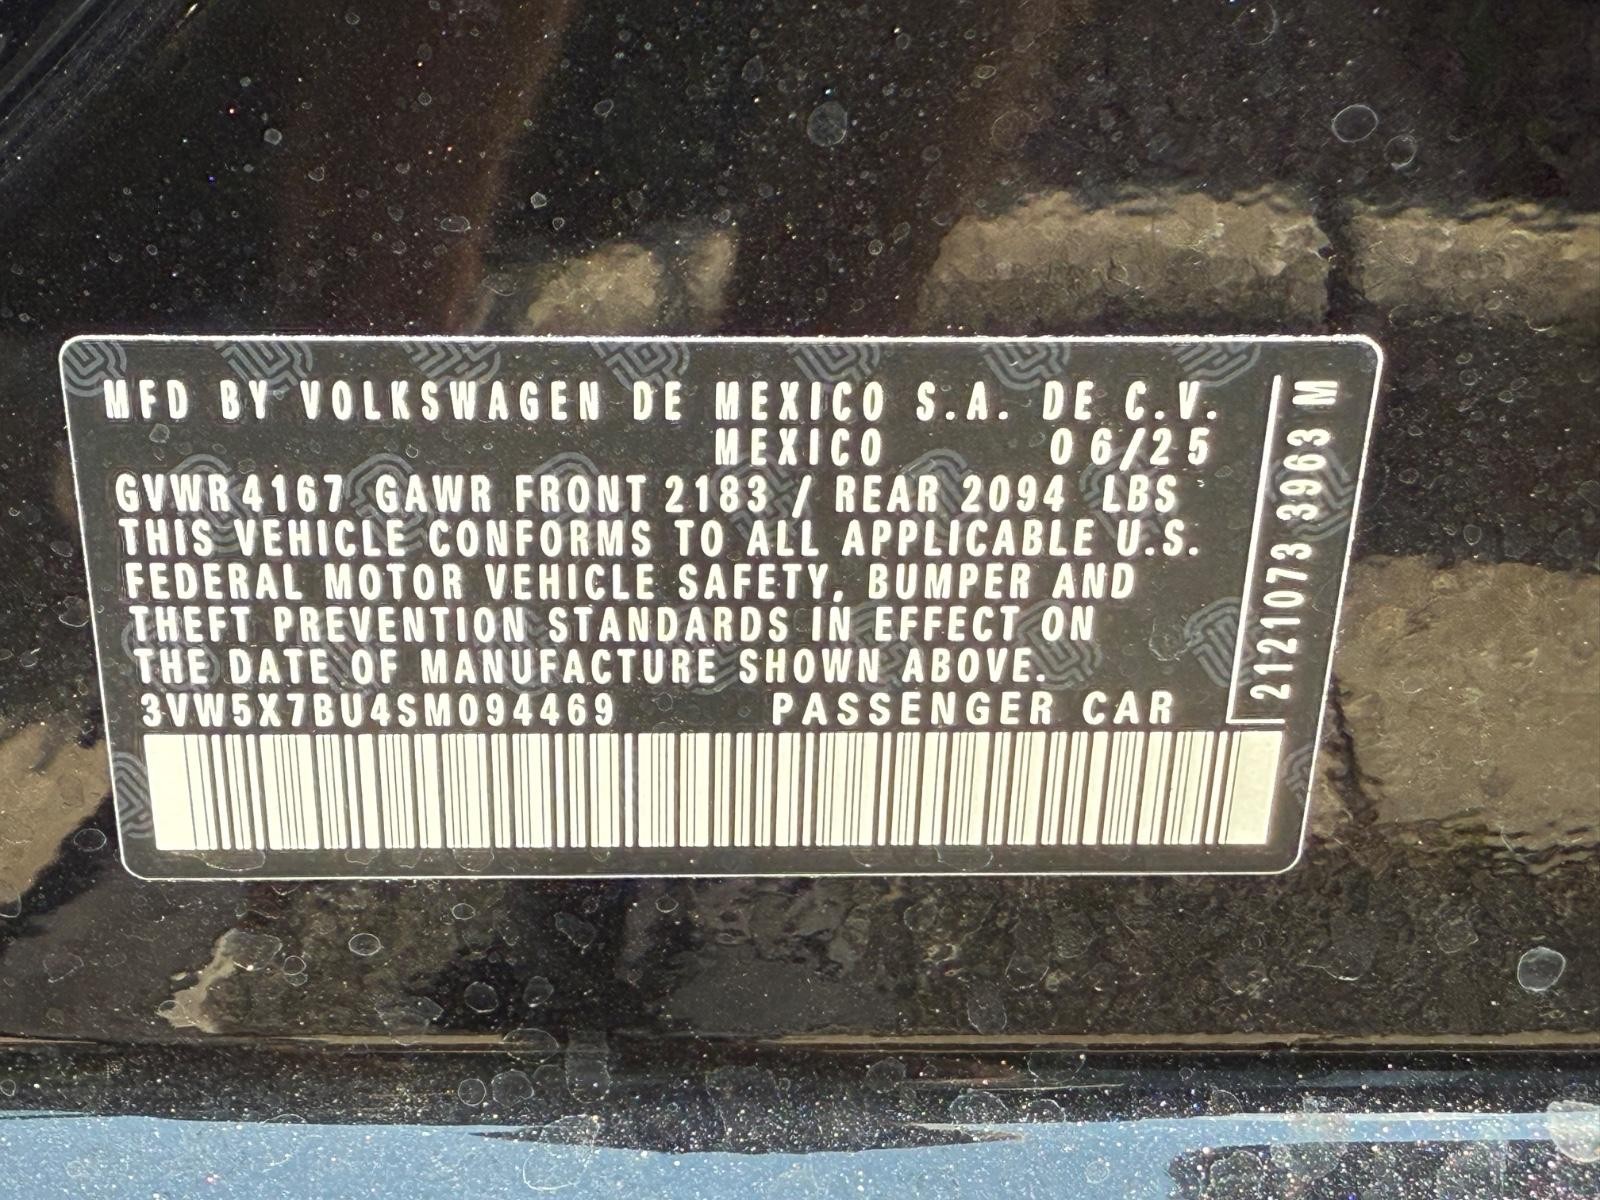 MFD BY VOLKSWAGEN DE MEXICO S.A. DE C.V.
MEXICO 06/25
GVWR 4167 GAWR FRONT 2183 / REAR 2094 LBS
THIS VEHICLE CONFORMS TO ALL APPLICABLE U.S.
FEDERAL MOTOR VEHICLE SAFETY, BUMPER AND
THEFT PREVENTION STANDARDS IN EFFECT ON
THE DATE OF MANUFACTURE SHOWN ABOVE.
3VW5X7BU4SM094469 PASSENGER CAR
2121073 3963 M